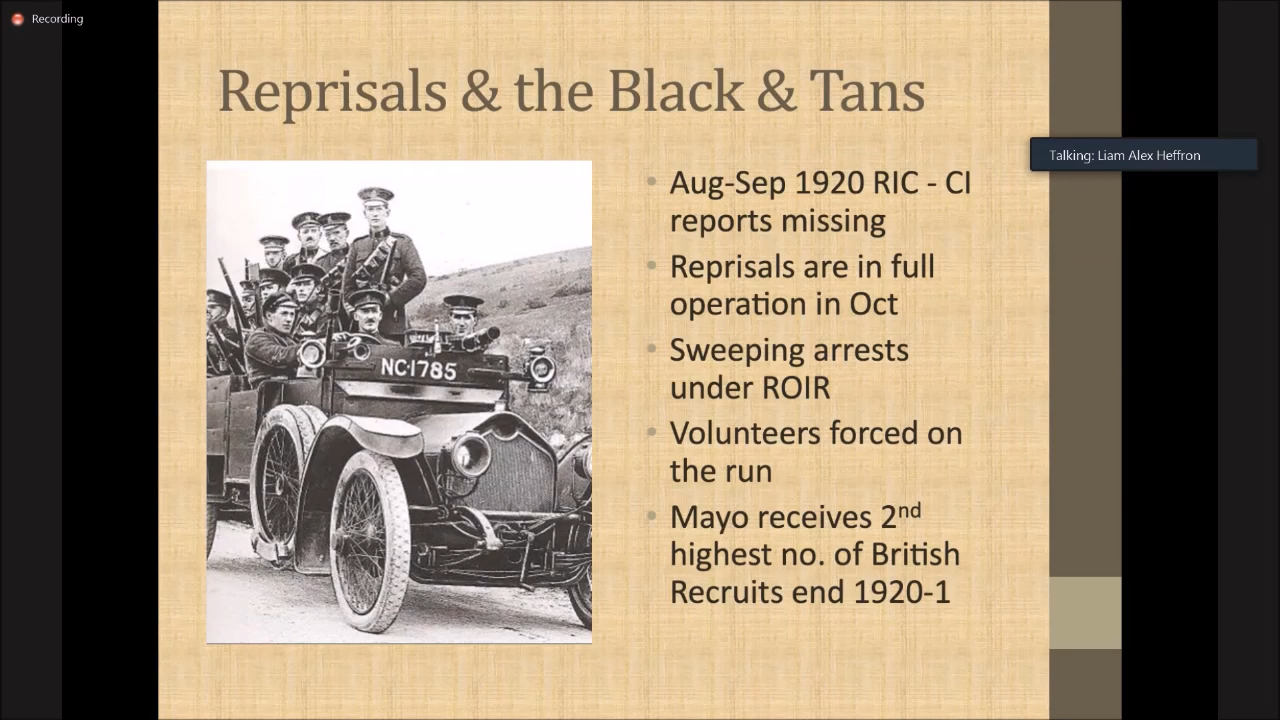 Recording
Reprisals & the Black & Tans
Talking: Liam Alex Heffron
NC·1785
• Aug-Sep 1920 RIC - CI
reports missing
• Reprisals are in full
operation in Oct
• Sweeping arrests
under ROIR
• Volunteers forced on
the run
• Mayo receives 2nd
highest no. of British
Recruits end 1920-1